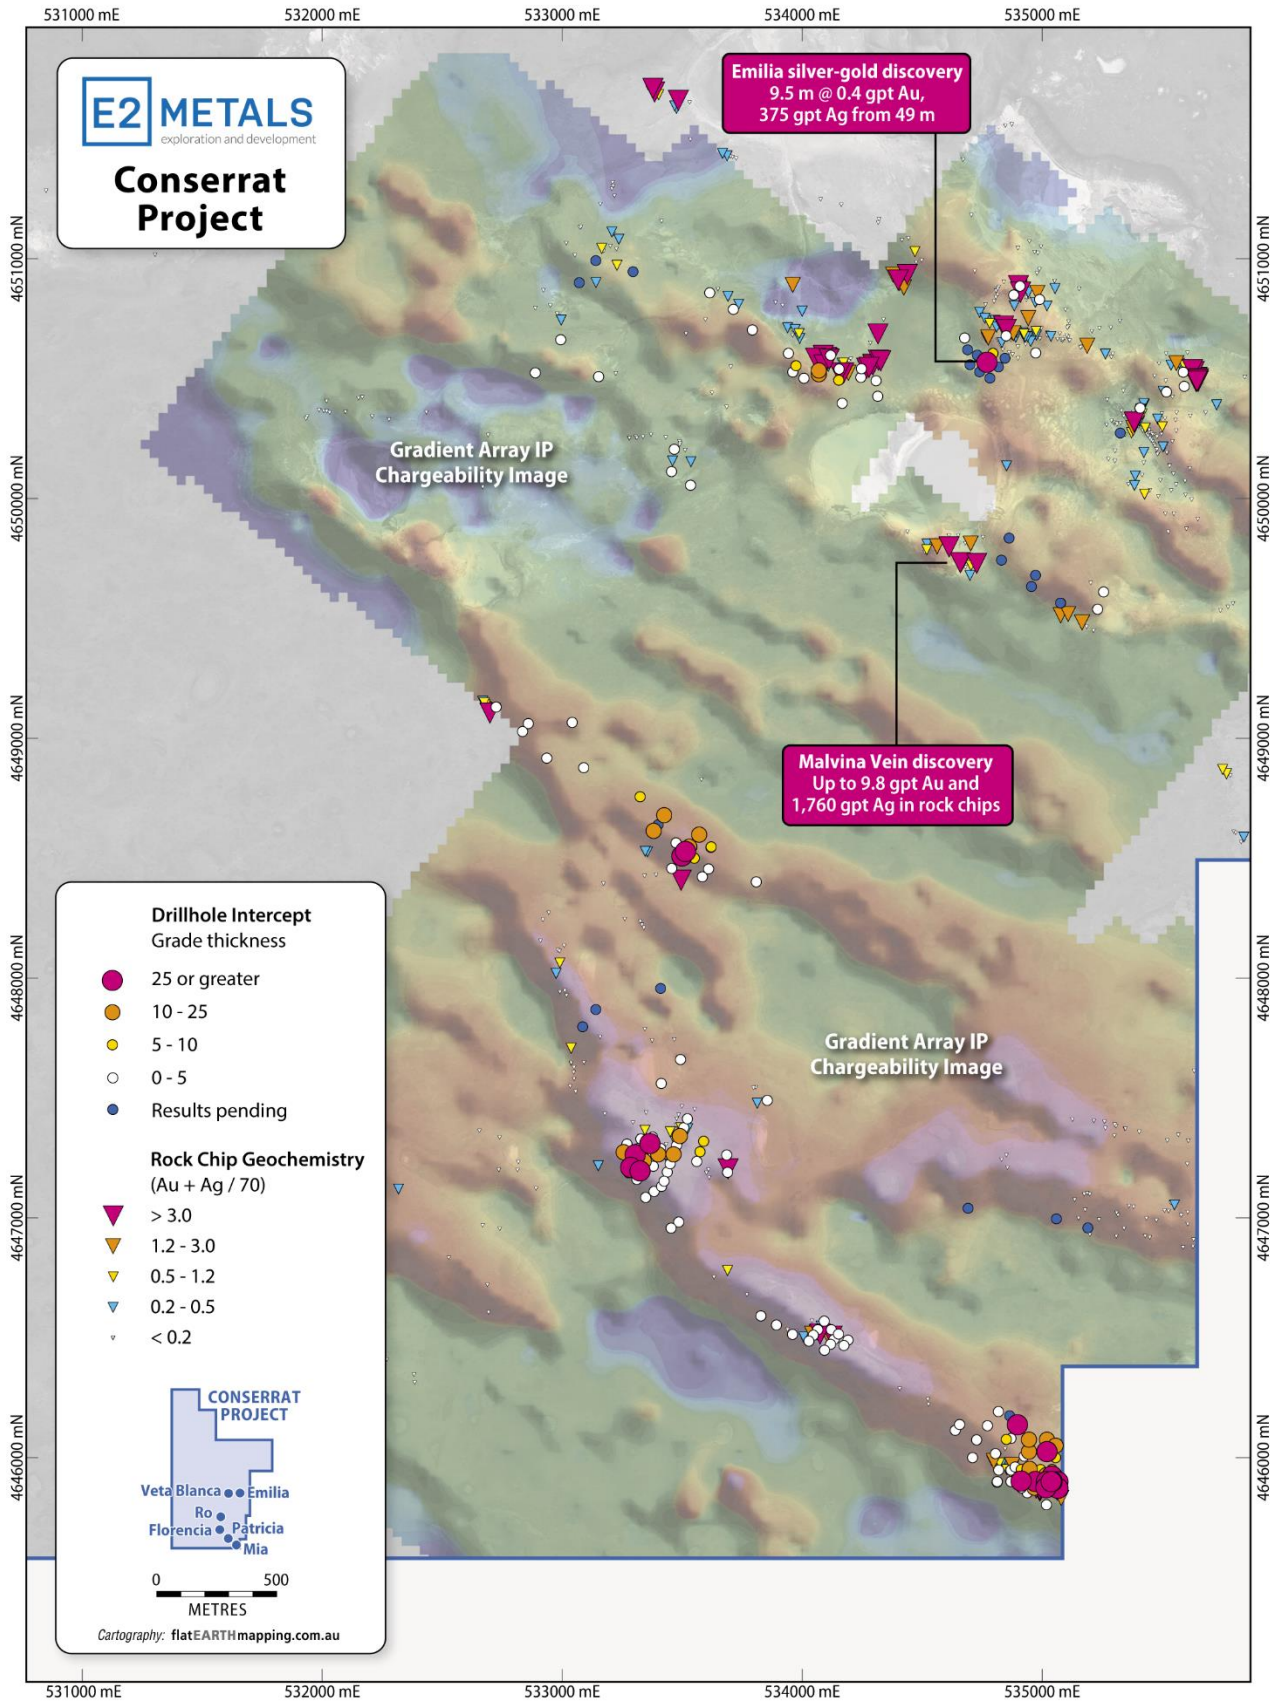 531000 mE
532000 mE
533000 mE
534000 mE
535000 mE
E2 METALS
exploration and development
Conserrat
Project
Emilia silver-gold discovery
9.5 m @ 0.4 gpt Au,
375 gpt Ag from 49 m
4651000 mN
4651000 mN
Gradient Array IP
Chargeability Image
4650000 mN
4650000 mN
4649000 mN
4649000 mN
Malvina Vein discovery
Up to 9.8 gpt Au and
1,760 gpt Ag in rock chips
4648000 mN
4648000 mN
Gradient Array IP
Chargeability Image
4647000 mN
4647000 mN
4646000 mN
4646000 mN
Drillhole Intercept
Grade thickness
25 or greater
10 - 25
5 - 10
0 - 5
Results pending
Rock Chip Geochemistry
(Au + Ag / 70)
> 3.0
1.2 - 3.0
0.5 - 1.2
0.2 - 0.5
< 0.2
CONSERRAT
PROJECT
Veta Blanca
Emilia
Ro
Florencia
Patricia
Mia
0 500
METRES
Cartography: flatEARTHmapping.com.au
531000 mE
532000 mE
533000 mE
534000 mE
535000 mE